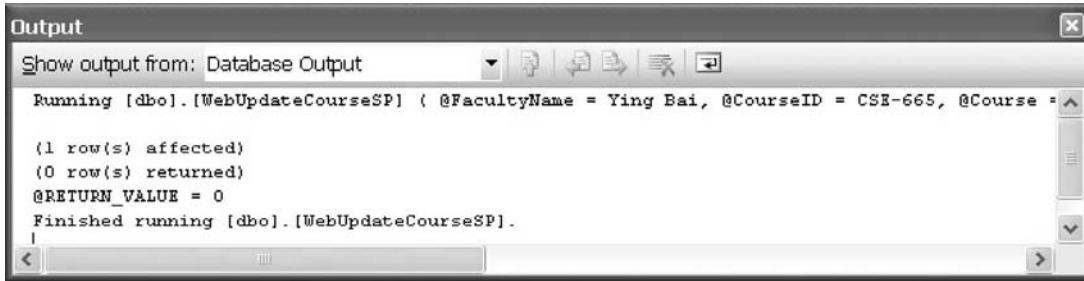 Output
Show output from: Database Output
Running [dbo].[WebUpdateCourseSP] ( @FacultyName = Ying Bai, @CourseID = CSE-665, @Course =
(1 row(s) affected)
(0 row(s) returned)
@RETURN_VALUE = 0
Finished running [dbo].[WebUpdateCourseSP].